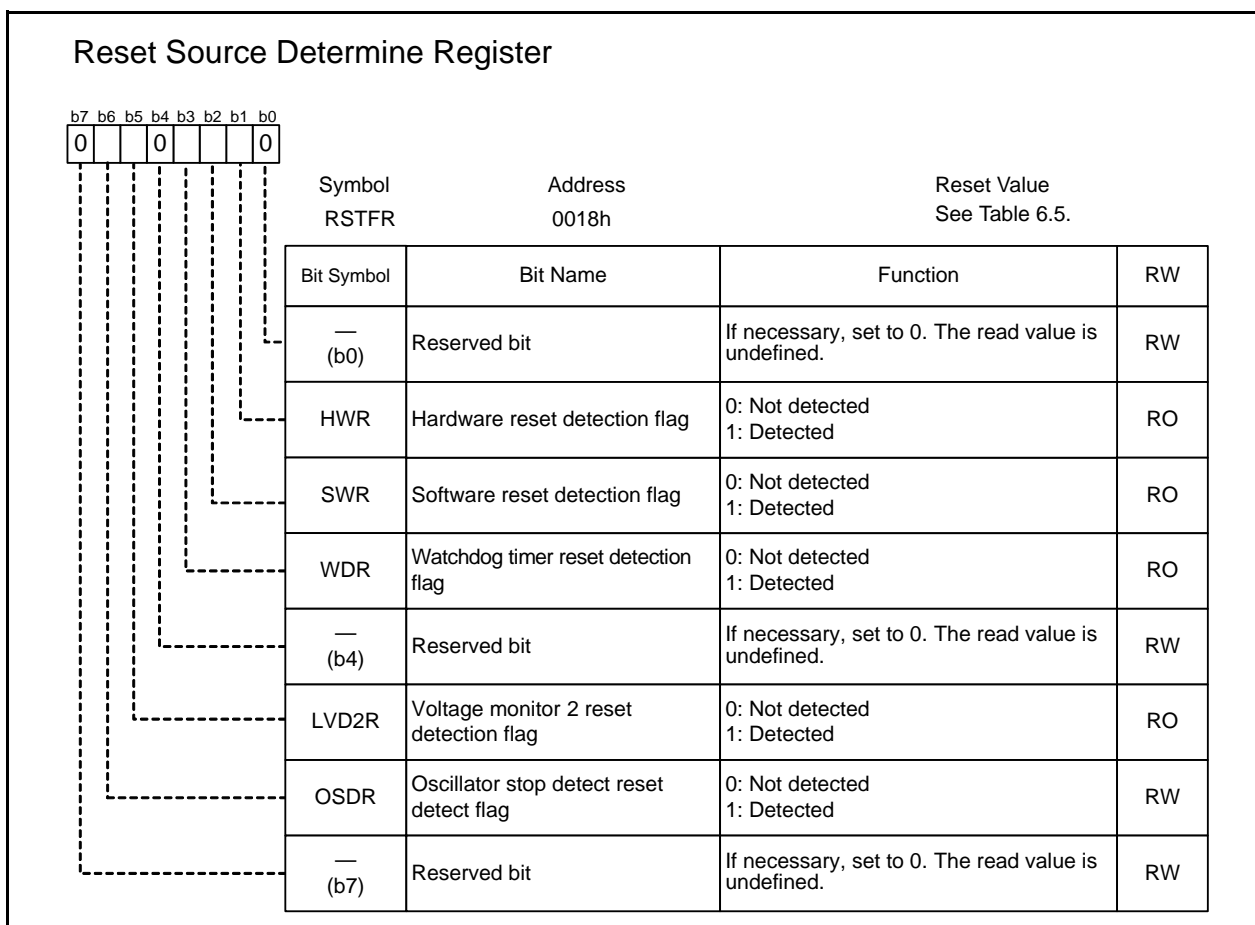 Reset Source Determine Register
b7 b6 b5 b4 b3 b2 b1 b0
0 0 0
Symbol Address Reset Value
RSTFR 0018h See Table 6.5.
Bit Symbol Bit Name Function RW
—
(b0)
Reserved bit
If necessary, set to 0. The read value is
undefined.
RW
HWR
Hardware reset detection flag
0: Not detected
1: Detected
RO
SWR
Software reset detection flag
0: Not detected
1: Detected
RO
WDR
Watchdog timer reset detection
flag
0: Not detected
1: Detected
RO
—
(b4)
Reserved bit
If necessary, set to 0. The read value is
undefined.
RW
LVD2R
Voltage monitor 2 reset
detection flag
0: Not detected
1: Detected
RO
OSDR
Oscillator stop detect reset
detect flag
0: Not detected
1: Detected
RW
—
(b7)
Reserved bit
If necessary, set to 0. The read value is
undefined.
RW